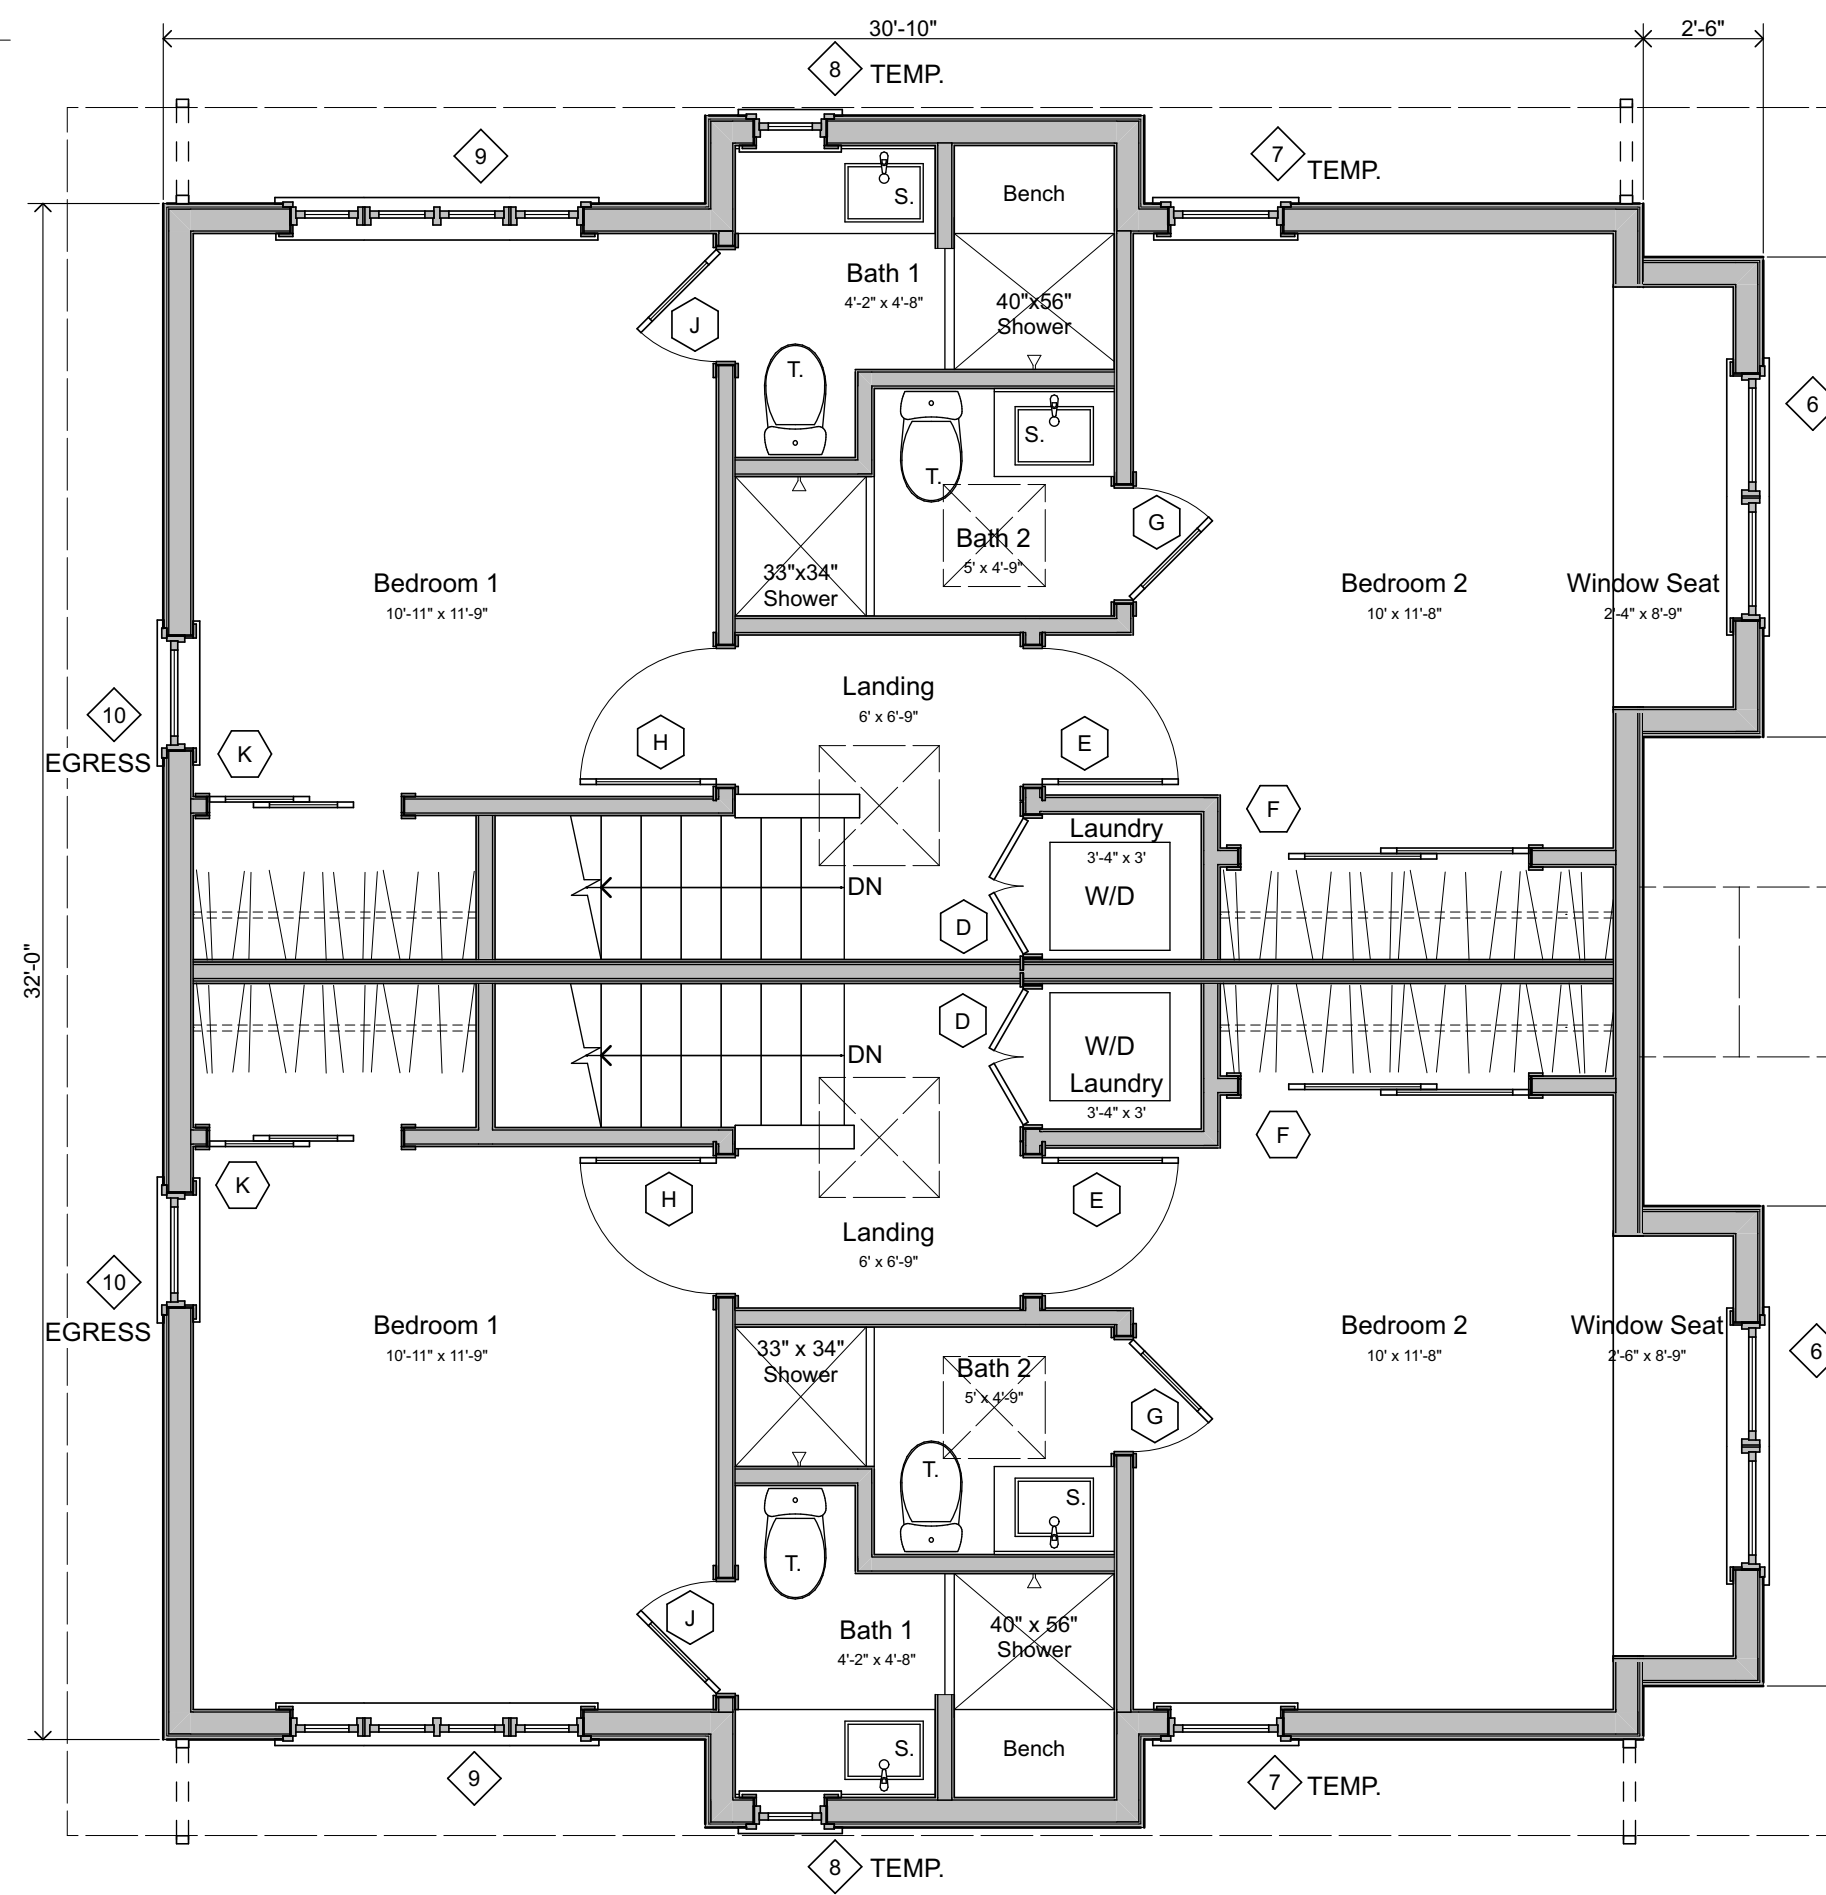 30'-10"
2'-6"
8
TEMP.
9
7
TEMP.
S.
Bench
Bath 1
4'-2" x 4'-8"
40"x56"
Shower
J
T.
6
S.
T.
G
Bath 2
5' x 4'-9"
33"x34"
Shower
Bedroom 1
10'-11" x 11'-9"
Bedroom 2
10' x 11'-8"
Window Seat
2'-4" x 8'-9"
Landing
6' x 6'-9"
10
EGRESS
K
H
E
F
Laundry
3'-4" x 3'
W/D
DN
D
32'-0"
D
W/D
DN
Laundry
3'-4" x 3'
F
K
H
E
Landing
6' x 6'-9"
10
EGRESS
Bedroom 1
10'-11" x 11'-9"
33" x 34"
Shower
Bath 2
5' x 4'-9"
Bedroom 2
10' x 11'-8"
Window Seat
2'-6" x 8'-9"
6
G
T.
S.
T.
J
Bath 1
4'-2" x 4'-8"
40" x 56"
Shower
S.
Bench
9
7
TEMP.
8
TEMP.